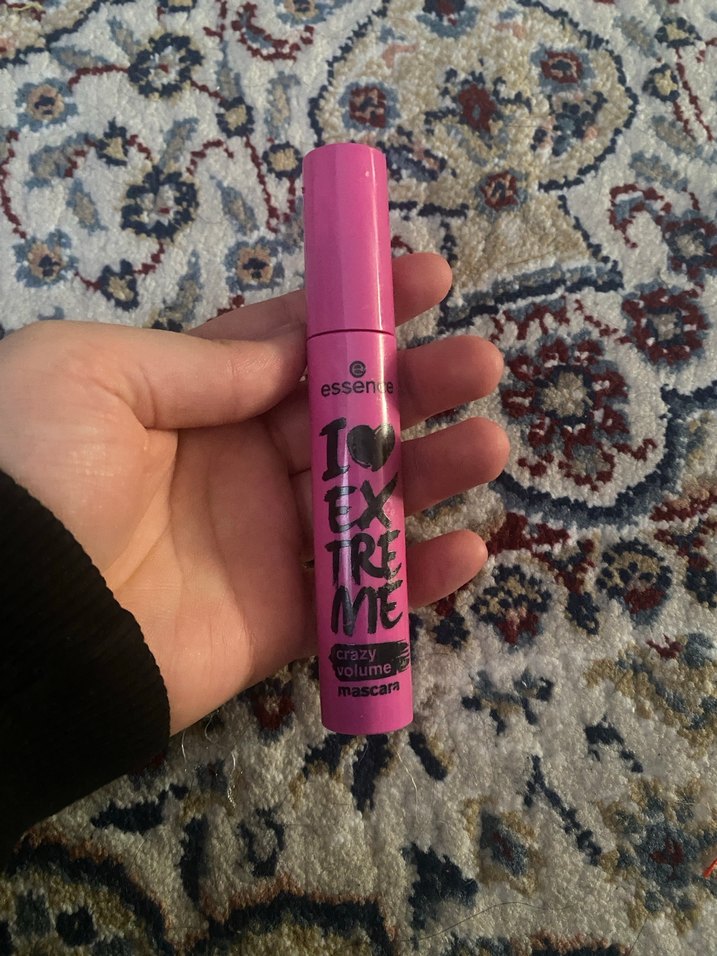 e
essence
I ♥
EX
TRE
ME
crazy
volume
mascara